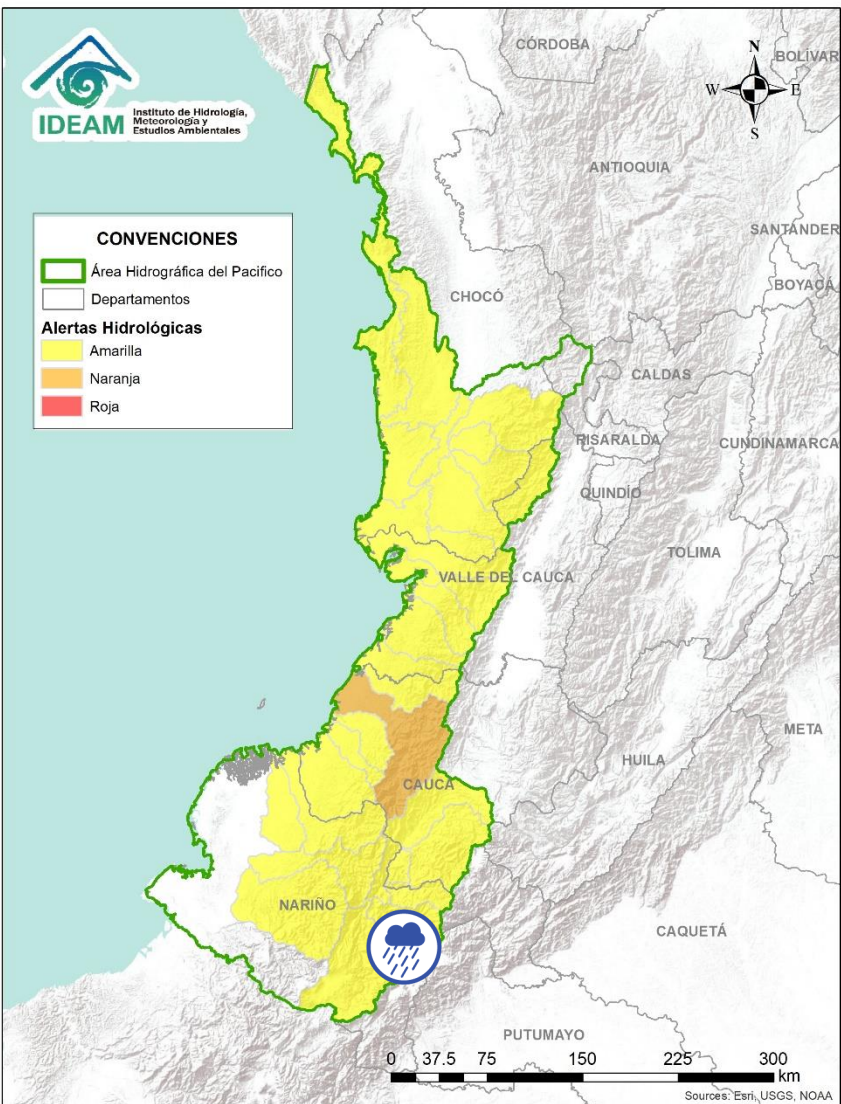 IDEAM
Instituto de Hidrología,
Meteorología y
Estudios Ambientales
N
W
E
S
CONVENCIONES
Área Hidrográfica del Pacifico
Departamentos
Alertas Hidrológicas
Amarilla
Naranja
Roja
CÓRDOBA
BOLÍVAR
ANTIOQUIA
SANTANDER
BOYACÁ
CHOCÓ
CALDAS
RISARALDA
CUNDINAMARCA
QUINDÍO
TOLIMA
VALLE DEL CAUCA
META
HUILA
CAUCA
NARIÑO
CAQUETÁ
PUTUMAYO
0 37.5 75 150 225 300
km
Sources: Esri, USGS, NOAA